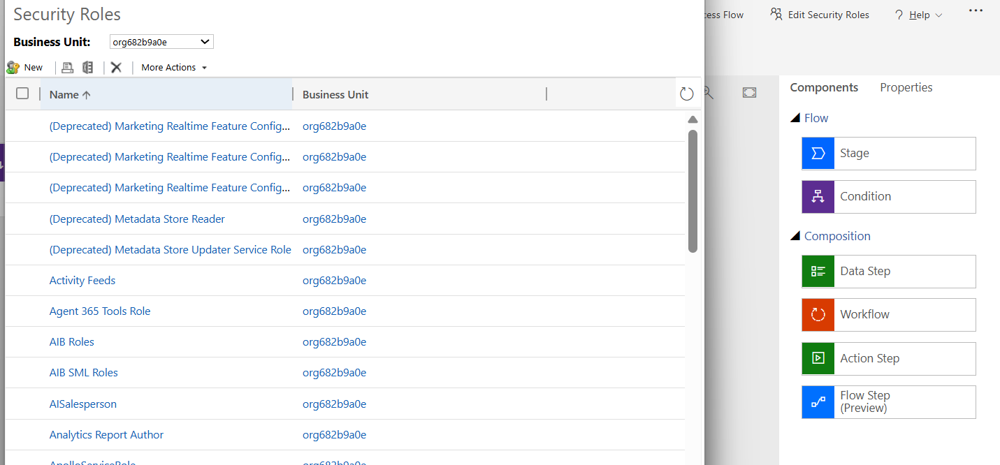 Security Roles
Business Unit: org682b9a0e
New More Actions
Name Business Unit
(Deprecated) Marketing Realtime Feature Config... org682b9a0e
(Deprecated) Marketing Realtime Feature Config... org682b9a0e
(Deprecated) Marketing Realtime Feature Config... org682b9a0e
(Deprecated) Metadata Store Reader org682b9a0e
(Deprecated) Metadata Store Updater Service Role org682b9a0e
Activity Feeds org682b9a0e
Agent 365 Tools Role org682b9a0e
AIB Roles org682b9a0e
AIB SML Roles org682b9a0e
AISalesperson org682b9a0e
Analytics Report Author org682b9a0e
ApolloServiceRole org682b9a0e
Flow Edit Security Roles ? Help ...
Components Properties
Flow
Stage
Condition
Composition
Data Step
Workflow
Action Step
Flow Step
(Preview)